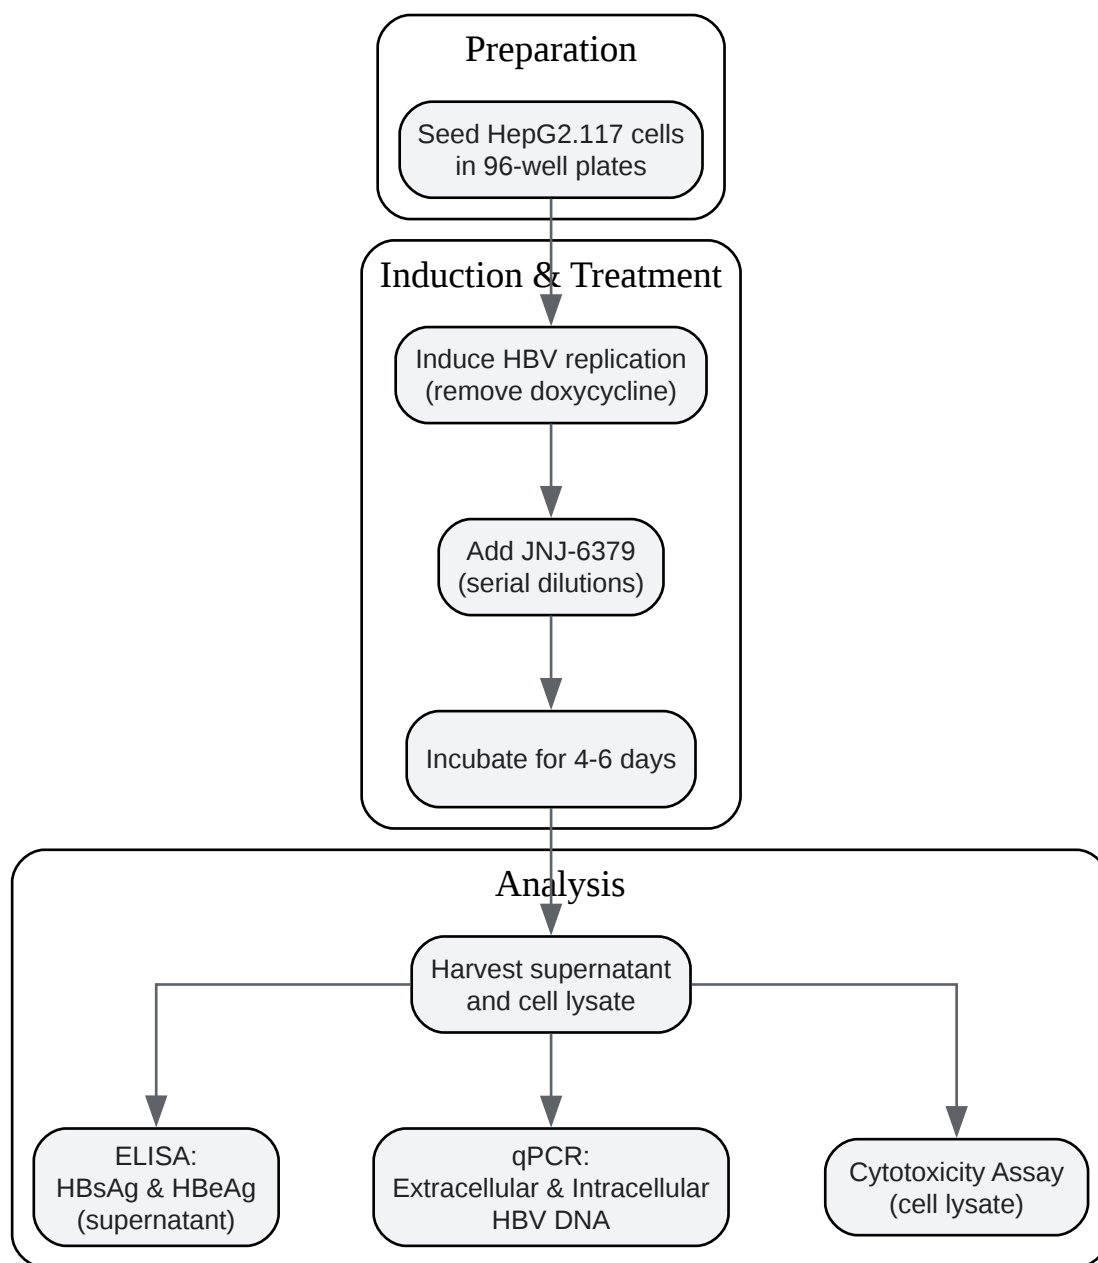 Preparation
Seed HepG2.117 cells
in 96-well plates
Induction & Treatment
Induce HBV replication
(remove doxycycline)
Add JNJ-6379
(serial dilutions)
Incubate for 4-6 days
Analysis
Harvest supernatant
and cell lysate
ELISA:
HBsAg & HBeAg
(supernatant)
qPCR:
Extracellular & Intracellular
HBV DNA
Cytotoxicity Assay
(cell lysate)